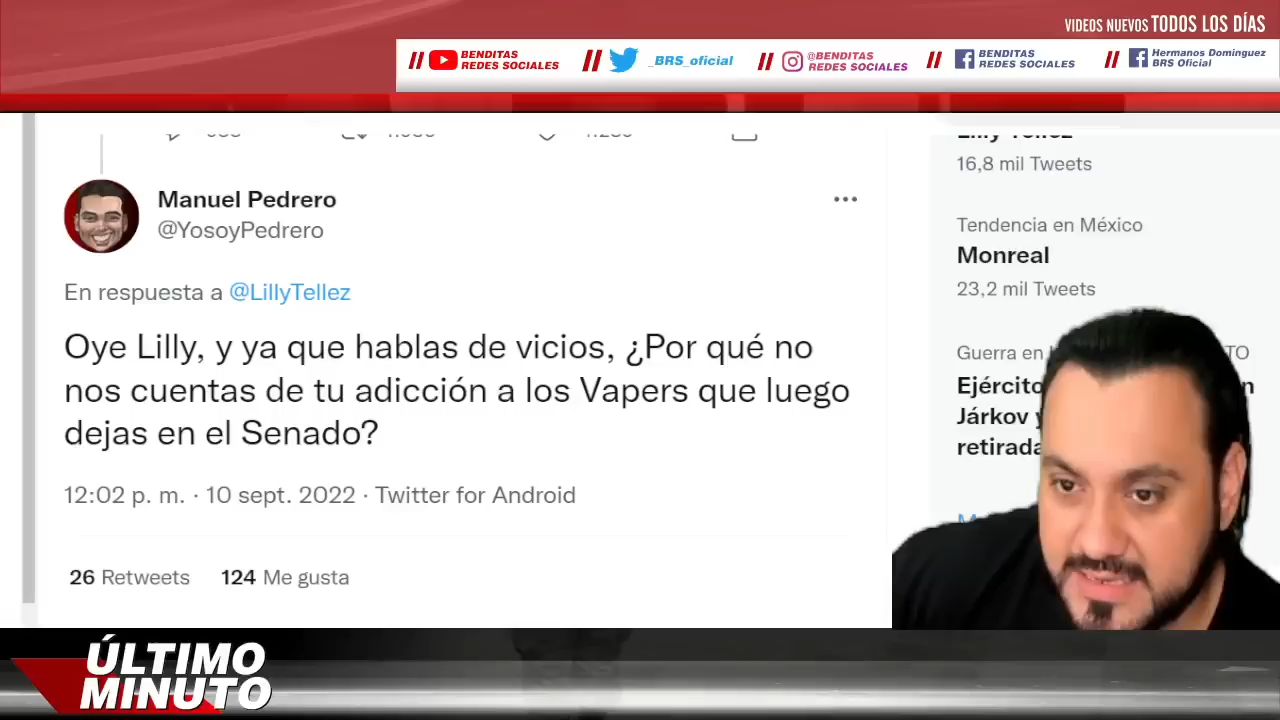 VIDEOS NUEVOS TODOS LOS DÍAS
// BENDITAS
REDES SOCIALES
// _BRS_oficial
// @BENDITAS
REDES SOCIALES
// BENDITAS
REDES SOCIALES
// Hermanos Dominguez
BRS Oficial
Manuel Pedrero
@YosoyPedrero
En respuesta a @LillyTellez
Oye Lilly, y ya que hablas de vicios, ¿Por qué no
nos cuentas de tu adicción a los Vapers que luego
dejas en el Senado?
12:02 p. m. · 10 sept. 2022 · Twitter for Android
26 Retweets 124 Me gusta
16,8 mil Tweets
Tendencia en México
Monreal
23,2 mil Tweets
Guerra en
Ejército
Járkov y
retirada
ÚLTIMO
MINUTO